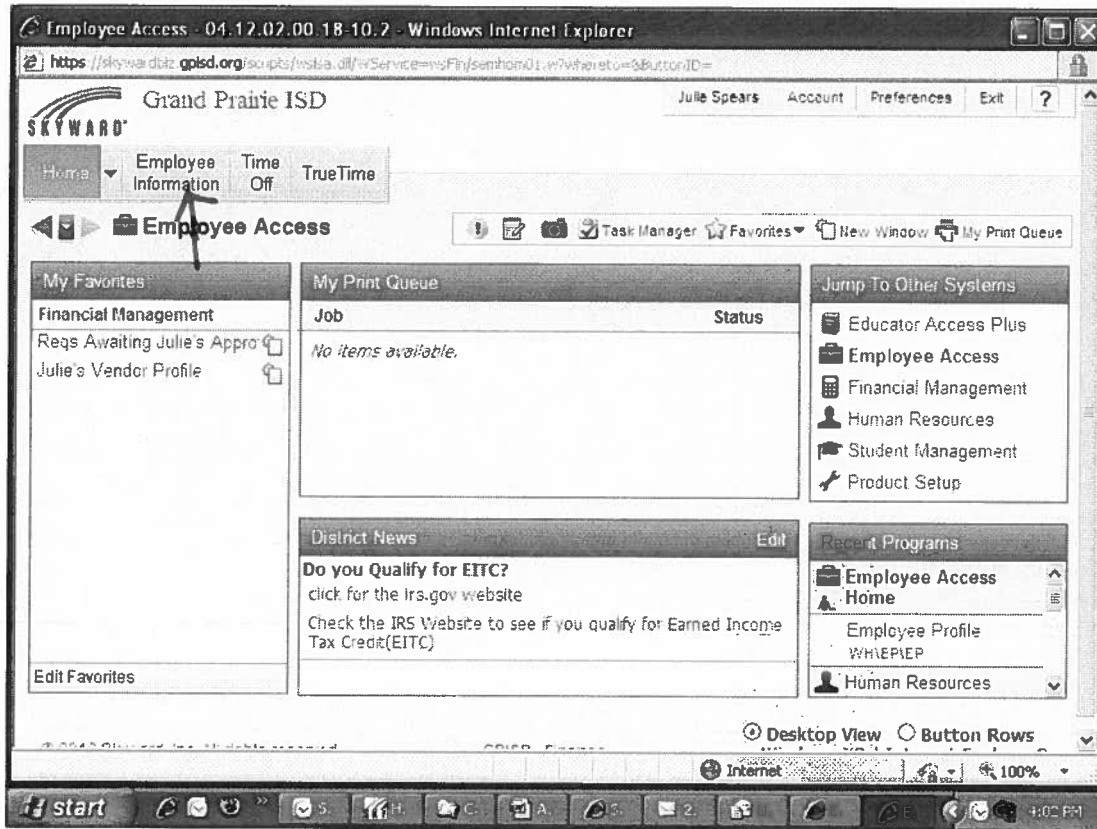 Employee Access - 04.12.02.00.18-10.2 - Windows Internet Explorer
Grand Prairie ISD
Julie Spears Account Preferences Exit ?
SKYWARD
Home Employee Information Time Off TrueTime
Employee Access
Task Manager Favorites New Window My Print Queue
My Favorites
Financial Management
Reqs Awaiting Julie's Appro
Julie's Vendor Profile
Edit Favorites
My Print Queue
Job Status
No items available.
District News Edit
Do you Qualify for EITC?
click for the irs.gov website
Check the IRS Website to see if you qualify for Earned Income
Tax Credit(EITC)
Jump To Other Systems
Educator Access Plus
Employee Access
Financial Management
Human Resources
Student Management
Product Setup
Recent Programs
Employee Access
Home
Employee Profile
WH\EP\EP
Human Resources
Desktop View Button Rows
Internet 100%
start 4:02 PM